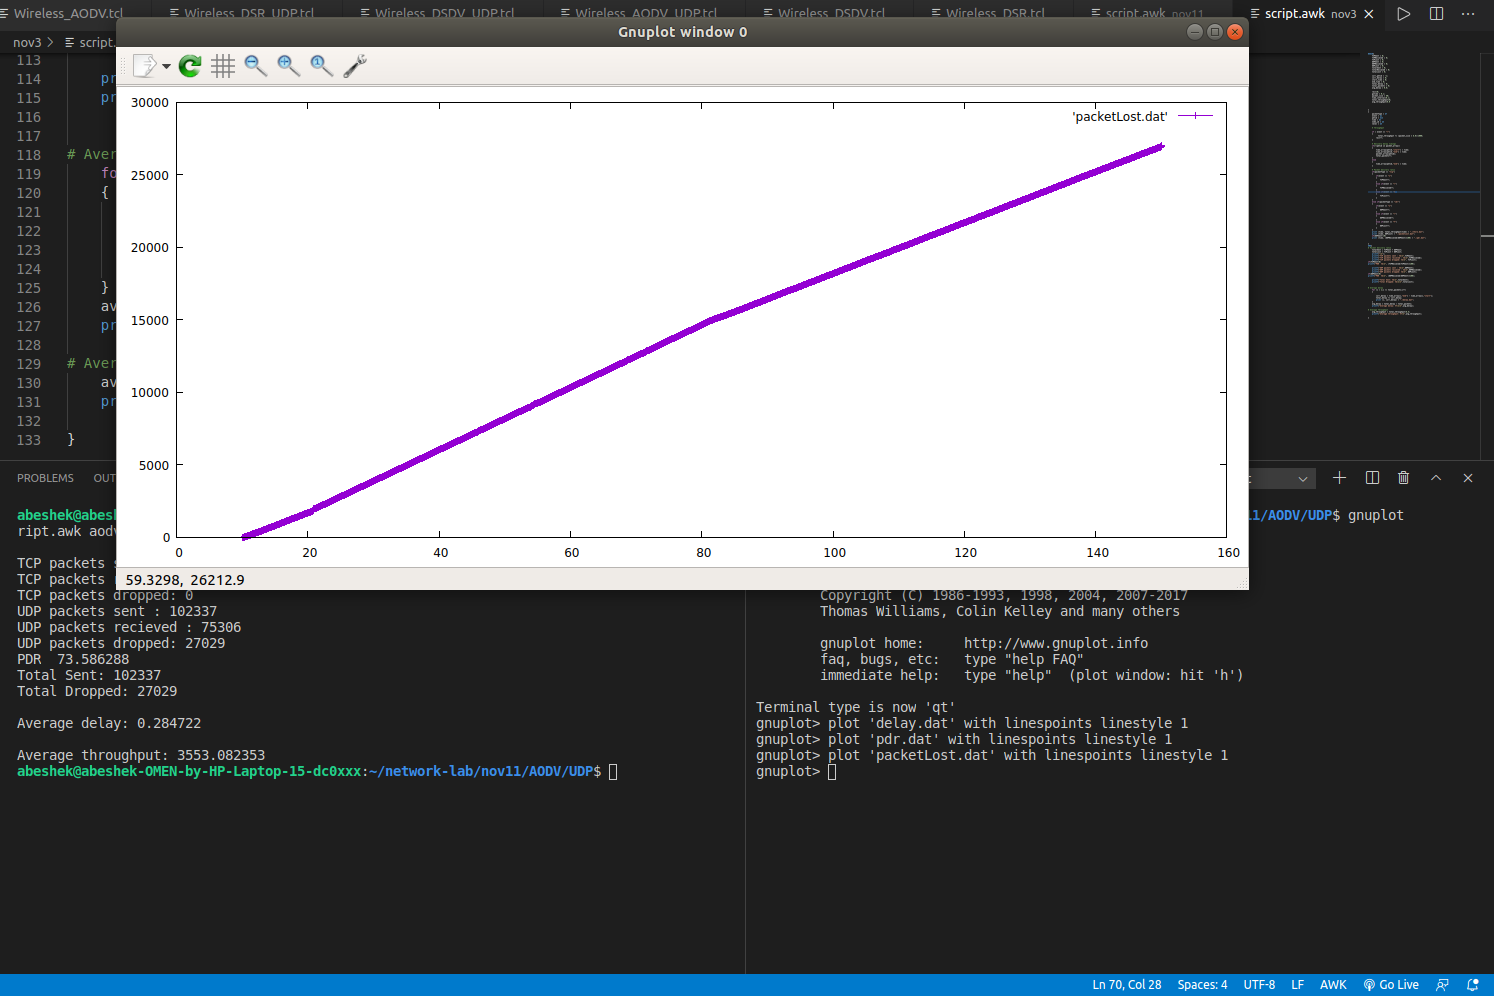 Wireless_AODV.tcl
Wireless_DSR_UDP.tcl
Wireless_DSDV_UDP.tcl
Wireless_AODV_UDP.tcl
Wireless_DSDV.tcl
Wireless_DSR.tcl
script.awk nov11
script.awk nov3
nov3 > script.
Gnuplot window 0
113
114 pr
115 pr
116
117
118 # Aver
119 fo
120 {
121
122
123
124
125 }
126 av
127 pr
128
129 # Aver
130 av
131 pr
132
133 }
'packetLost.dat'
30000
25000
20000
15000
10000
5000
0
0 20 40 60 80 100 120 140 160
59.3298, 26212.9
PROBLEMS OUT
abeshek@abesh
ript.awk aodv
TCP packets s
TCP packets
TCP packets dropped: 0
UDP packets sent : 102337
UDP packets recieved : 75306
UDP packets dropped: 27029
PDR 73.586288
Total Sent: 102337
Total Dropped: 27029
Average delay: 0.284722
Average throughput: 3553.082353
abeshek@abeshek-OMEN-by-HP-Laptop-15-dc0xxx:~/network-lab/nov11/AODV/UDP$
1/AODV/UDP$ gnuplot
Copyright (C) 1986-1993, 1998, 2004, 2007-2017
Thomas Williams, Colin Kelley and many others
gnuplot home: http://www.gnuplot.info
faq, bugs, etc: type "help FAQ"
immediate help: type "help" (plot window: hit 'h')
Terminal type is now 'qt'
gnuplot> plot 'delay.dat' with linespoints linestyle 1
gnuplot> plot 'pdr.dat' with linespoints linestyle 1
gnuplot> plot 'packetLost.dat' with linespoints linestyle 1
gnuplot>
Ln 70, Col 28 Spaces: 4 UTF-8 LF AWK Go Live